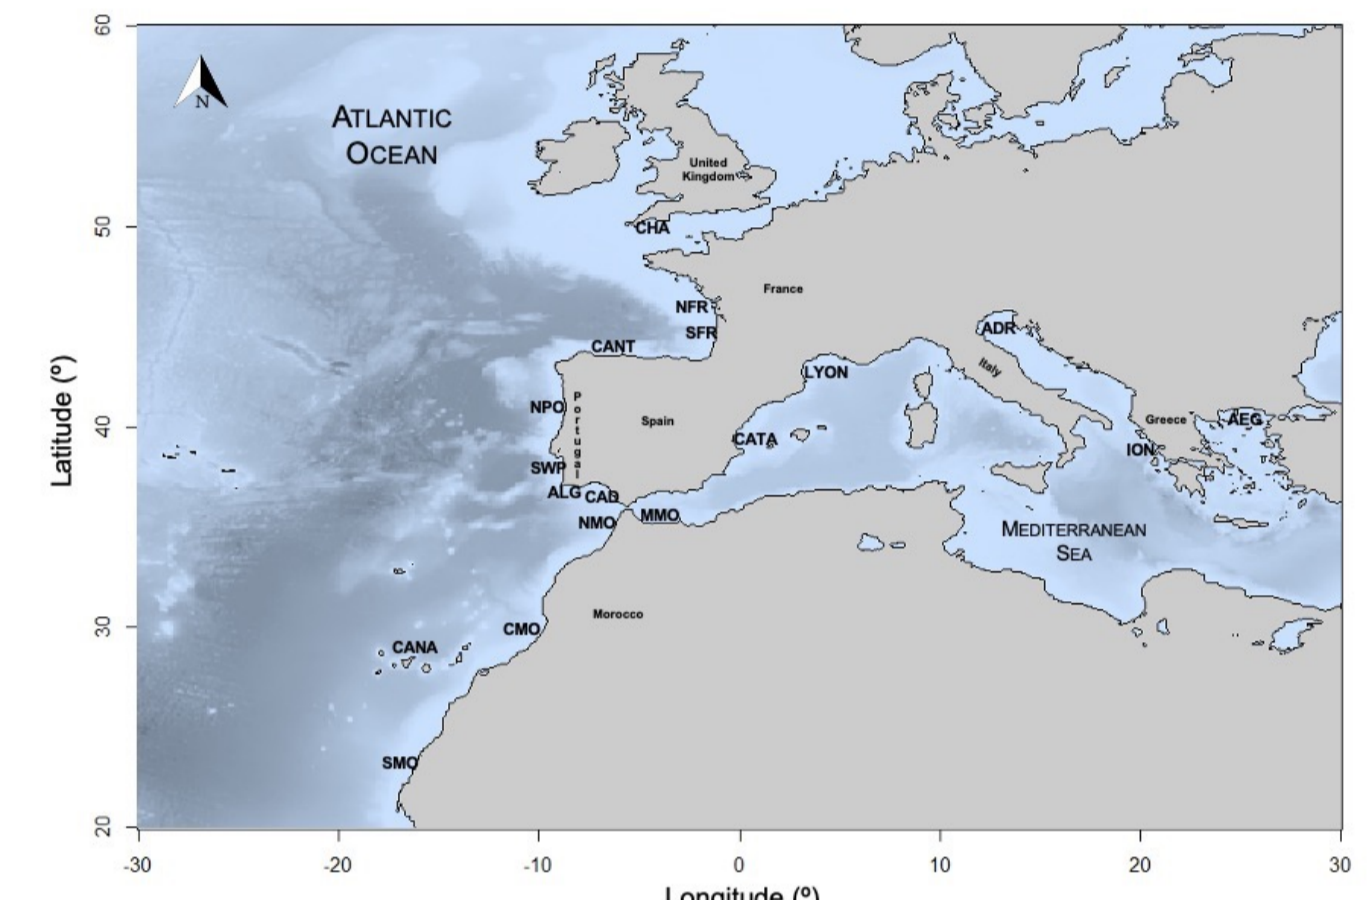 60
N
ATLANTIC
OCEAN
United
Kingdom
50
CHA
France
NFR
SFR
ADR
CANT
LYON
Italy
Latitude (º)
40
NPO
Portugal
Spain
CATA
Greece
AEG
ION
SWP
ALG
CAD
NMO
MMO
MEDITERRANEAN
SEA
30
Morocco
CMO
CANA
SMO
20
-30
-20
-10
0
10
20
30
Longitude (º)